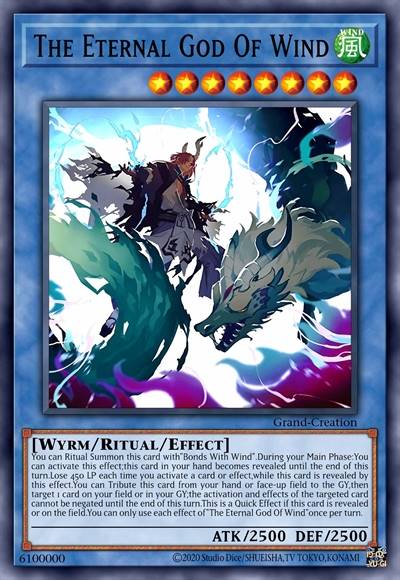 THE ETERNAL GOD OF WIND
WIND
風
Grand-Creation
[WYRM/RITUAL/EFFECT]
You can Ritual Summon this card with"Bonds With Wind".During your Main Phase:You
can activate this effect;this card in your hand becomes revealed until the end of this
turn.Lose 450 LP each time you activate a card or effect,while this card is revealed by
this effect.You can Tribute this card from your hand or face-up field to the GY,then
target 1 card on your field or in your GY;the activation and effects of the targeted card
cannot be negated until the end of this turn.This is a Quick Effect if this card is revealed
or on the field.You can only use each effect of"The Eternal God Of Wind"once per turn.
ATK/2500 DEF/2500
6100000
©2020 Studio Dice/SHUEISHA,TV TOKYO,KONAMI